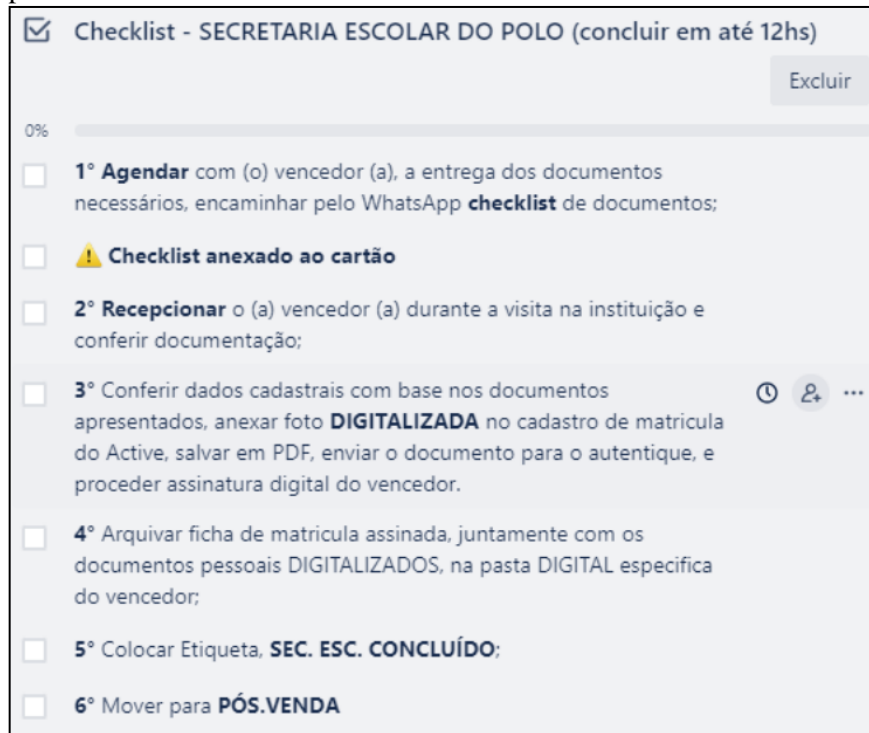 Checklist - SECRETARIA ESCOLAR DO POLO (concluir em até 12hs)
Excluir
0%
1° Agendar com (o) vencedor (a), a entrega dos documentos
necessários, encaminhar pelo WhatsApp checklist de documentos;
⚠️ Checklist anexado ao cartão
2° Recepcionar o (a) vencedor (a) durante a visita na instituição e
conferir documentação;
3° Conferir dados cadastrais com base nos documentos
apresentados, anexar foto DIGITALIZADA no cadastro de matricula
do Active, salvar em PDF, enviar o documento para o autentique, e
proceder assinatura digital do vencedor.
4° Arquivar ficha de matricula assinada, juntamente com os
documentos pessoais DIGITALIZADOS, na pasta DIGITAL especifica
do vencedor;
5° Colocar Etiqueta, SEC. ESC. CONCLUÍDO;
6° Mover para PÓS.VENDA